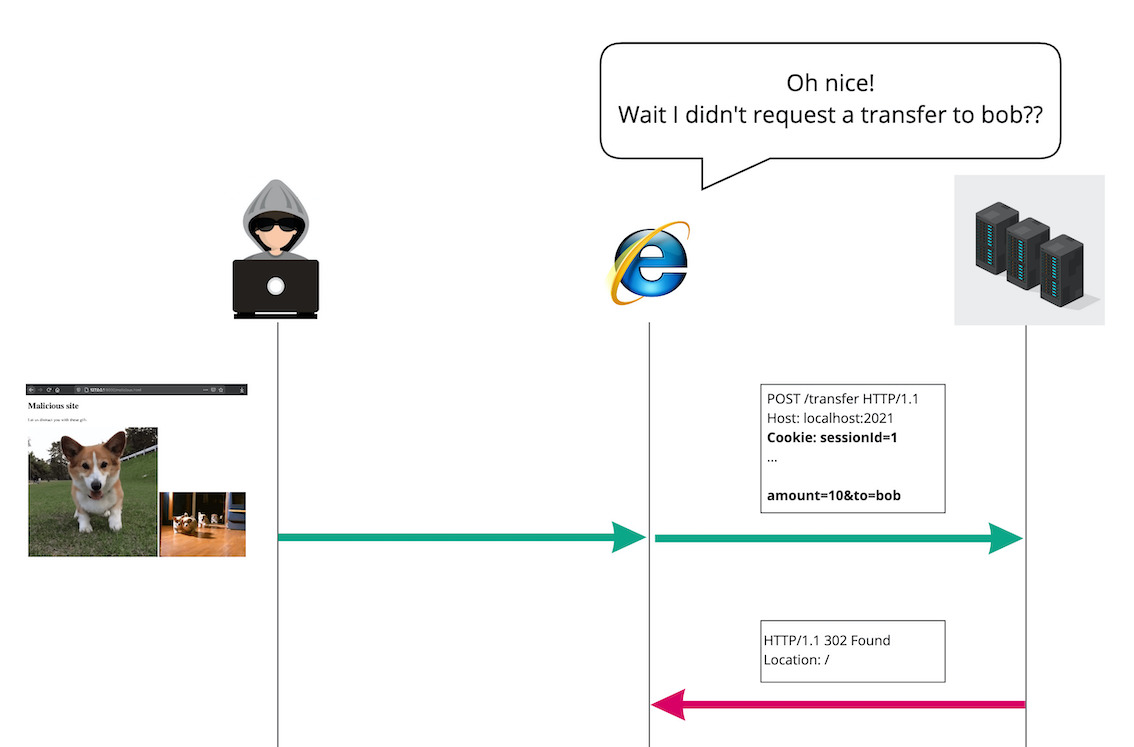 Oh nice!
Wait I didn't request a transfer to bob??
Malicious site
POST /transfer HTTP/1.1
Host: localhost:2021
Cookie: sessionId=1
...
amount=10&to=bob
HTTP/1.1 302 Found
Location: /